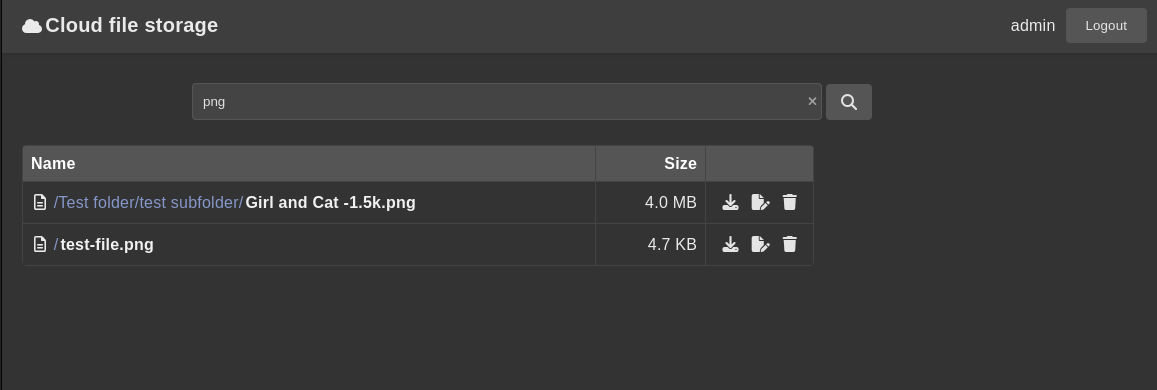 Cloud file storage admin Logout
png ×
Name Size
/Test folder/test subfolder/Girl and Cat -1.5k.png 4.0 MB
/test-file.png 4.7 KB